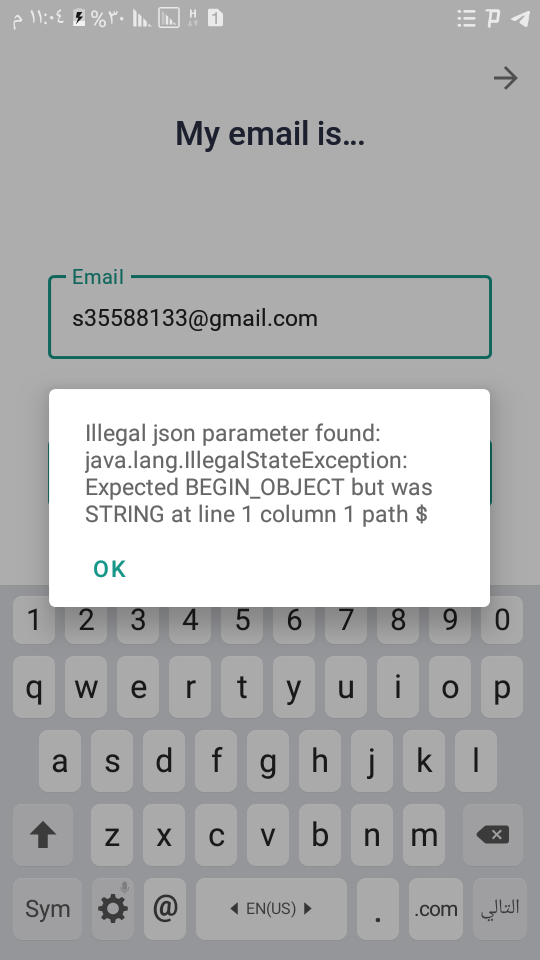 م ١١:٠٤ %٣٠ H 1
My email is...
Email
s35588133@gmail.com
Illegal json parameter found:
java.lang.IllegalStateException:
Expected BEGIN_OBJECT but was
STRING at line 1 column 1 path $
OK
1 2 3 4 5 6 7 8 9 0
q w e r t y u i o p
a s d f g h j k l
z x c v b n m
Sym @ EN(US) . .com التالي